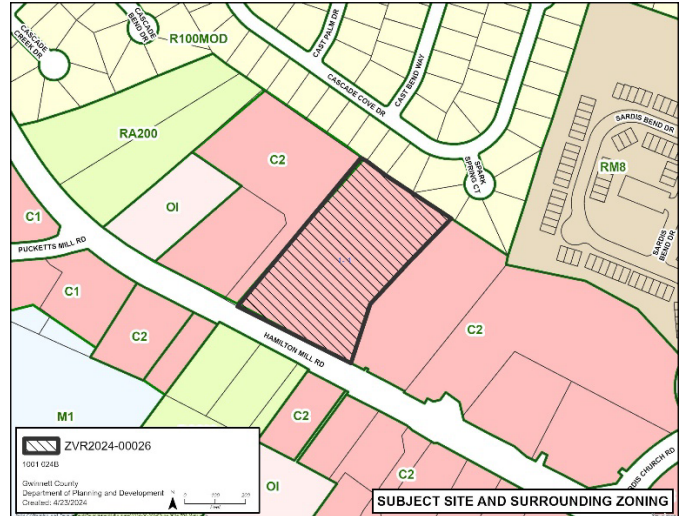 CASCADE
BEND DR
CASCADE
CREEK DR
R100MOD
CAST PALM DR
CASCADE COVE DR
CAST BEND WAY
SARDIS BEND DR
RA200
C2
SPARK
SPRING CT
RM8
SARDIS
BEND DR
OI
C1
PUCKETTS MILL RD
C1
C2
C2
HAMILTON MILL RD
C2
M1
OI
C2
SARDIS CHURCH RD
ZVR2024-00026
1001 024B
Gwinnett County
Department of Planning and Development
Created: 4/23/2024
SUBJECT SITE AND SURROUNDING ZONING